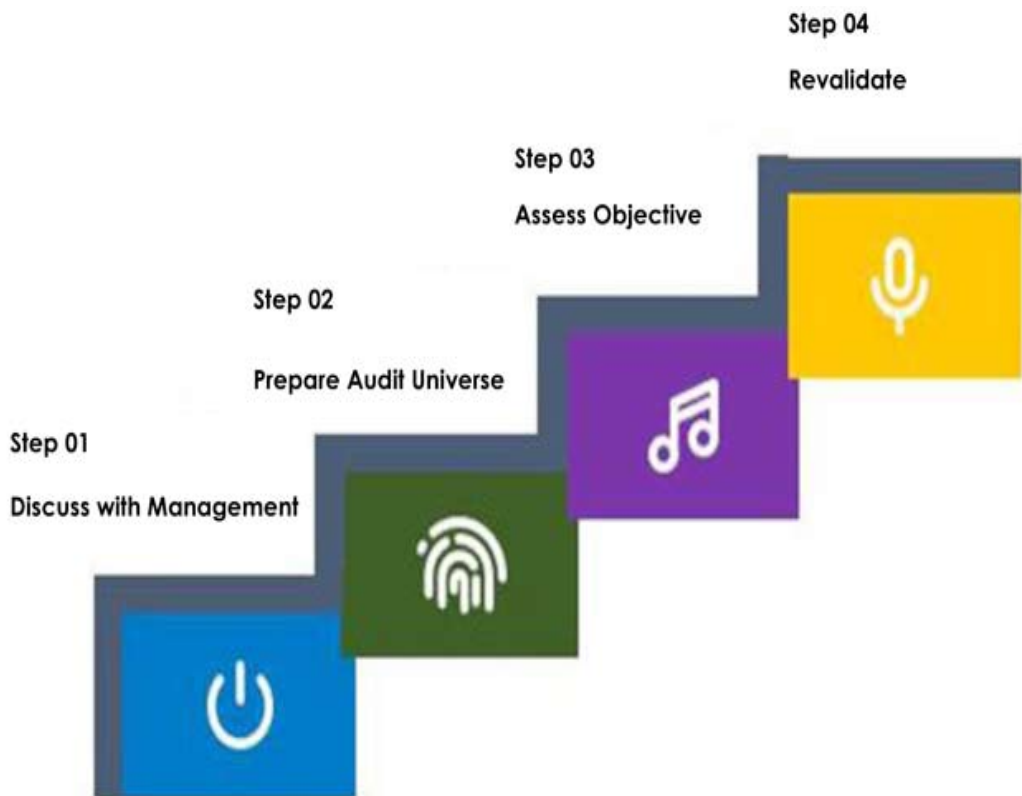 Step 01
Discuss with Management
Step 02
Prepare Audit Universe
Step 03
Assess Objective
Step 04
Revalidate